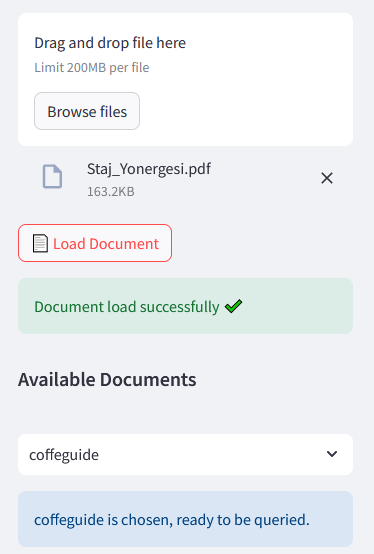 Drag and drop file here
Limit 200MB per file
Browse files
Staj_Yonergesi.pdf
163.2KB
Load Document
Document load successfully
Available Documents
coffeguide
coffeguide is chosen, ready to be queried.